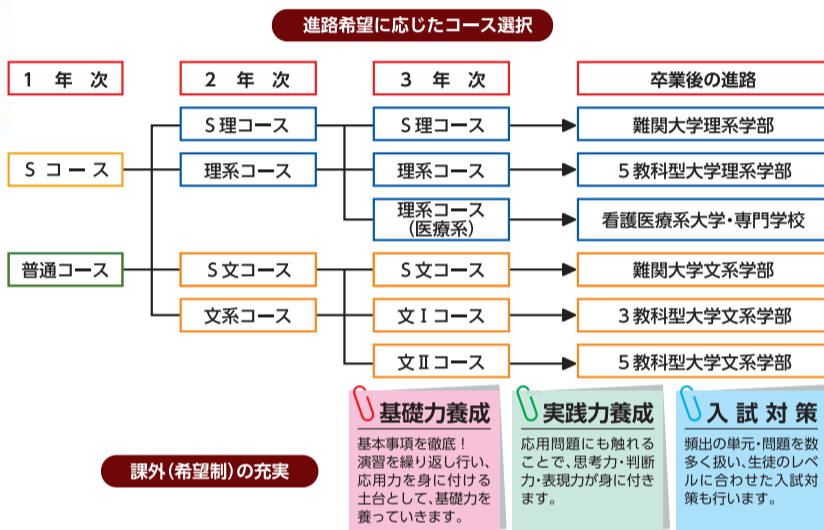 進路希望に応じたコース選択
1 年 次
2 年 次
3 年 次
卒業後の進路
S理コース
S理コース
難関大学理系学部
S コース
理系コース
理系コース
5教科型大学理系学部
理系コース
(医療系)
看護医療系大学・専門学校
普通コース
S文コース
S文コース
難関大学文系学部
文系コース
文Ⅰコース
3教科型大学文系学部
文Ⅱコース
5教科型大学文系学部
課外(希望制)の充実
基礎力養成
基本事項を徹底!
演習を繰り返し行い、
応用力を身に付ける
土台として、基礎力を
養っていきます。
実践力養成
応用問題にも触れる
ことで、思考力・判断
力・表現力が身に付き
ます。
入試対策
頻出の単元・問題を数
多く扱い、生徒のレベ
ルに合わせた入試対
策も行います。